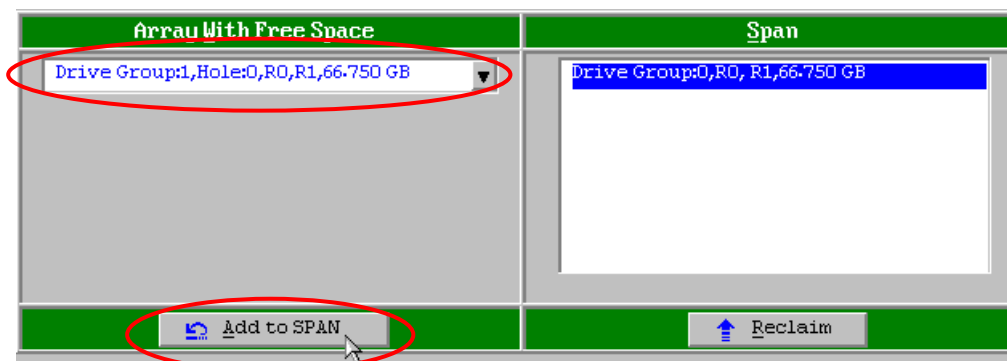 Array With Free Space
Span
Drive Group:1,Hole:0,R0,R1,66.750 GB
Drive Group:0,R0, R1,66.750 GB
Add to SPAN
Reclaim